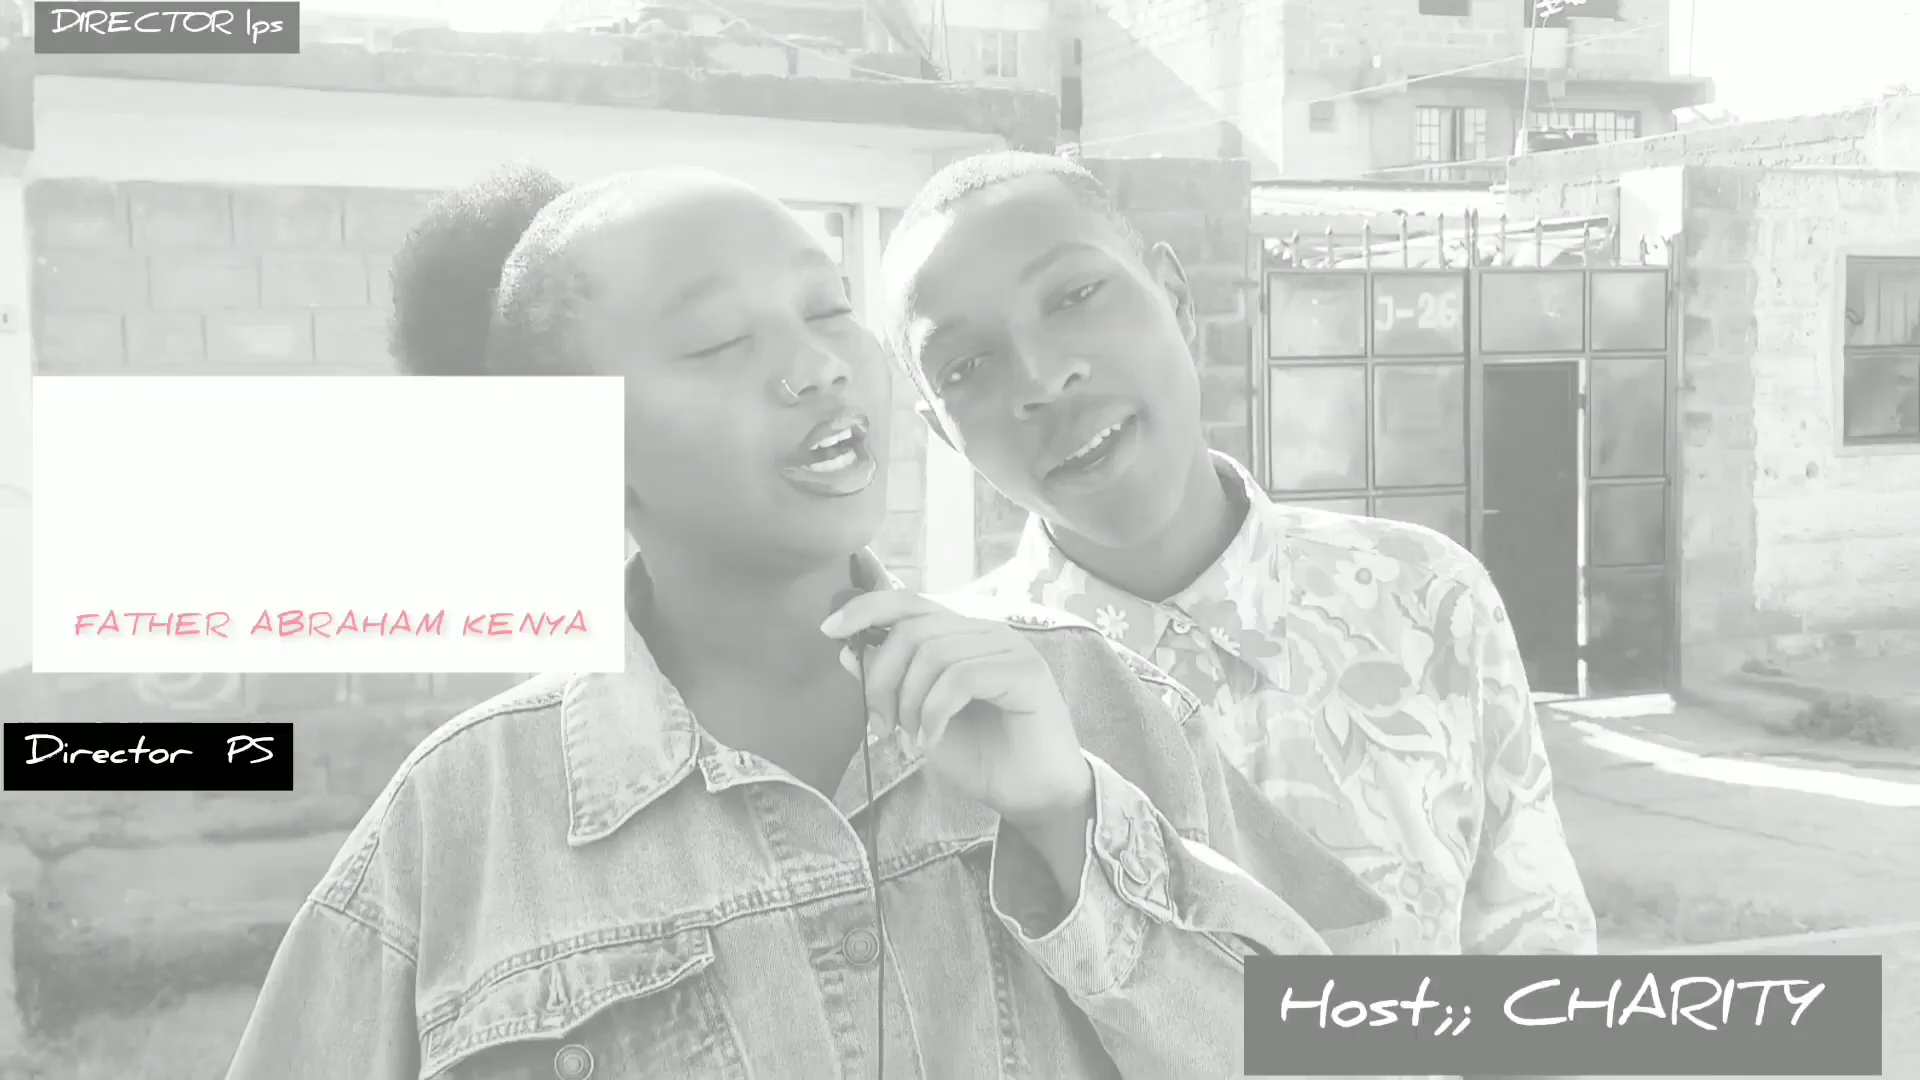 DIRECTOR lps
J-26
FATHER ABRAHAM KENYA
Director PS
Host;; CHARITY